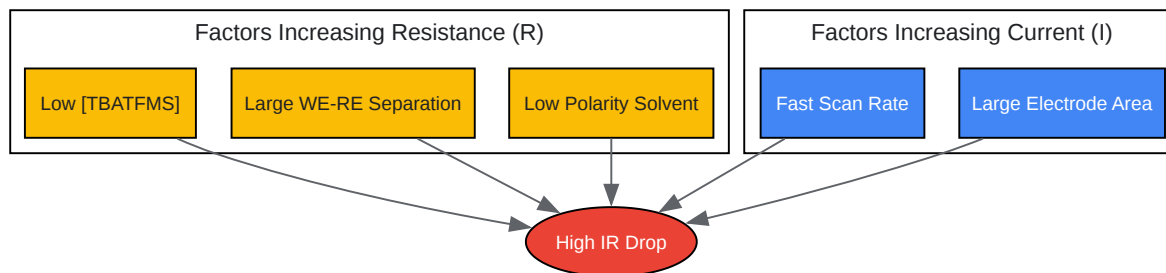 Factors Increasing Resistance (R)
Factors Increasing Current (I)
Low [TBATFMS]
Large WE-RE Separation
Low Polarity Solvent
Fast Scan Rate
Large Electrode Area
High IR Drop